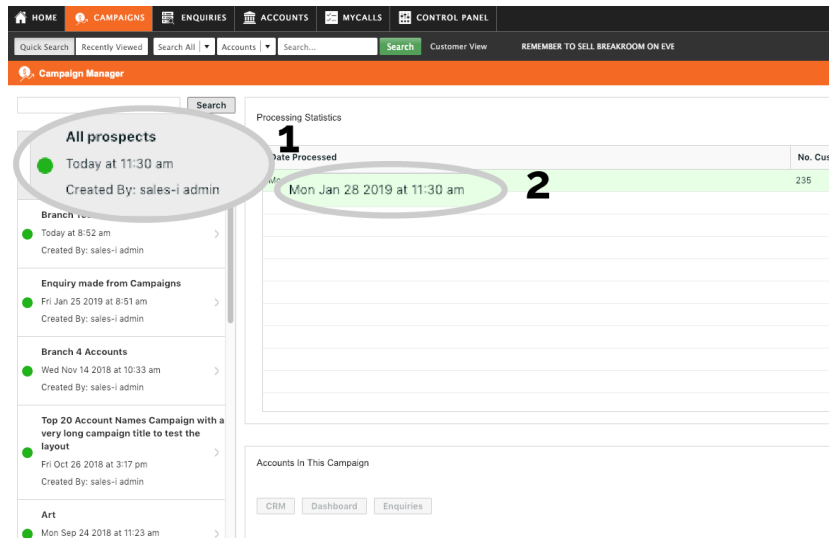 HOME CAMPAIGNS ENQUIRIES ACCOUNTS MYCALLS CONTROL PANEL
Quick Search Recently Viewed Search All Accounts Search... Search Customer View REMEMBER TO SELL BREAKROOM ON EVE
Campaign Manager
Search
Processing Statistics
All prospects
1
Today at 11:30 am
Date Processed No. Cus
Created By: sales-i admin
Mon Jan 28 2019 at 11:30 am
2
235
Branch
Today at 8:52 am
Created By: sales-i admin
Enquiry made from Campaigns
Fri Jan 25 2019 at 8:51 am
Created By: sales-i admin
Branch 4 Accounts
Wed Nov 14 2018 at 10:33 am
Created By: sales-i admin
Top 20 Account Names Campaign with a
very long campaign title to test the
layout
Fri Oct 26 2018 at 3:17 pm
Created By: sales-i admin
Art
Mon Sep 24 2018 at 11:23 am
Accounts In This Campaign
CRM Dashboard Enquiries